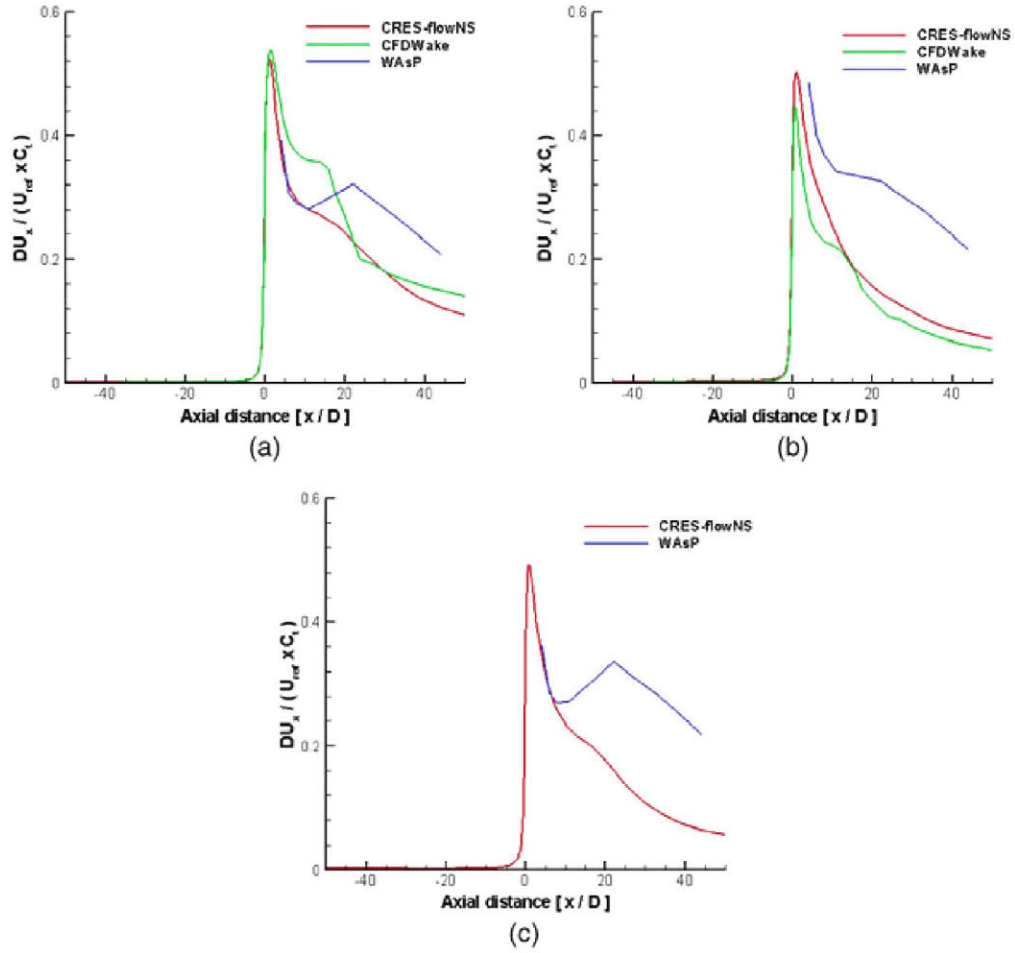 0.6
CRES-flowNS
CFDWake
WAsP
0.4
DUₓ / ( U_ref x Cₜ )
0.2
0
-40 -20 0 20 40
Axial distance [ x / D ]
(a)
0.6
CRES-flowNS
CFDWake
WAsP
0.4
DUₓ / ( U_ref x Cₜ )
0.2
0
-40 -20 0 20 40
Axial distance [ x / D ]
(b)
0.6
CRES-flowNS
WAsP
0.4
DUₓ / ( U_ref x Cₜ )
0.2
0
-40 -20 0 20 40
Axial distance [ x / D ]
(c)